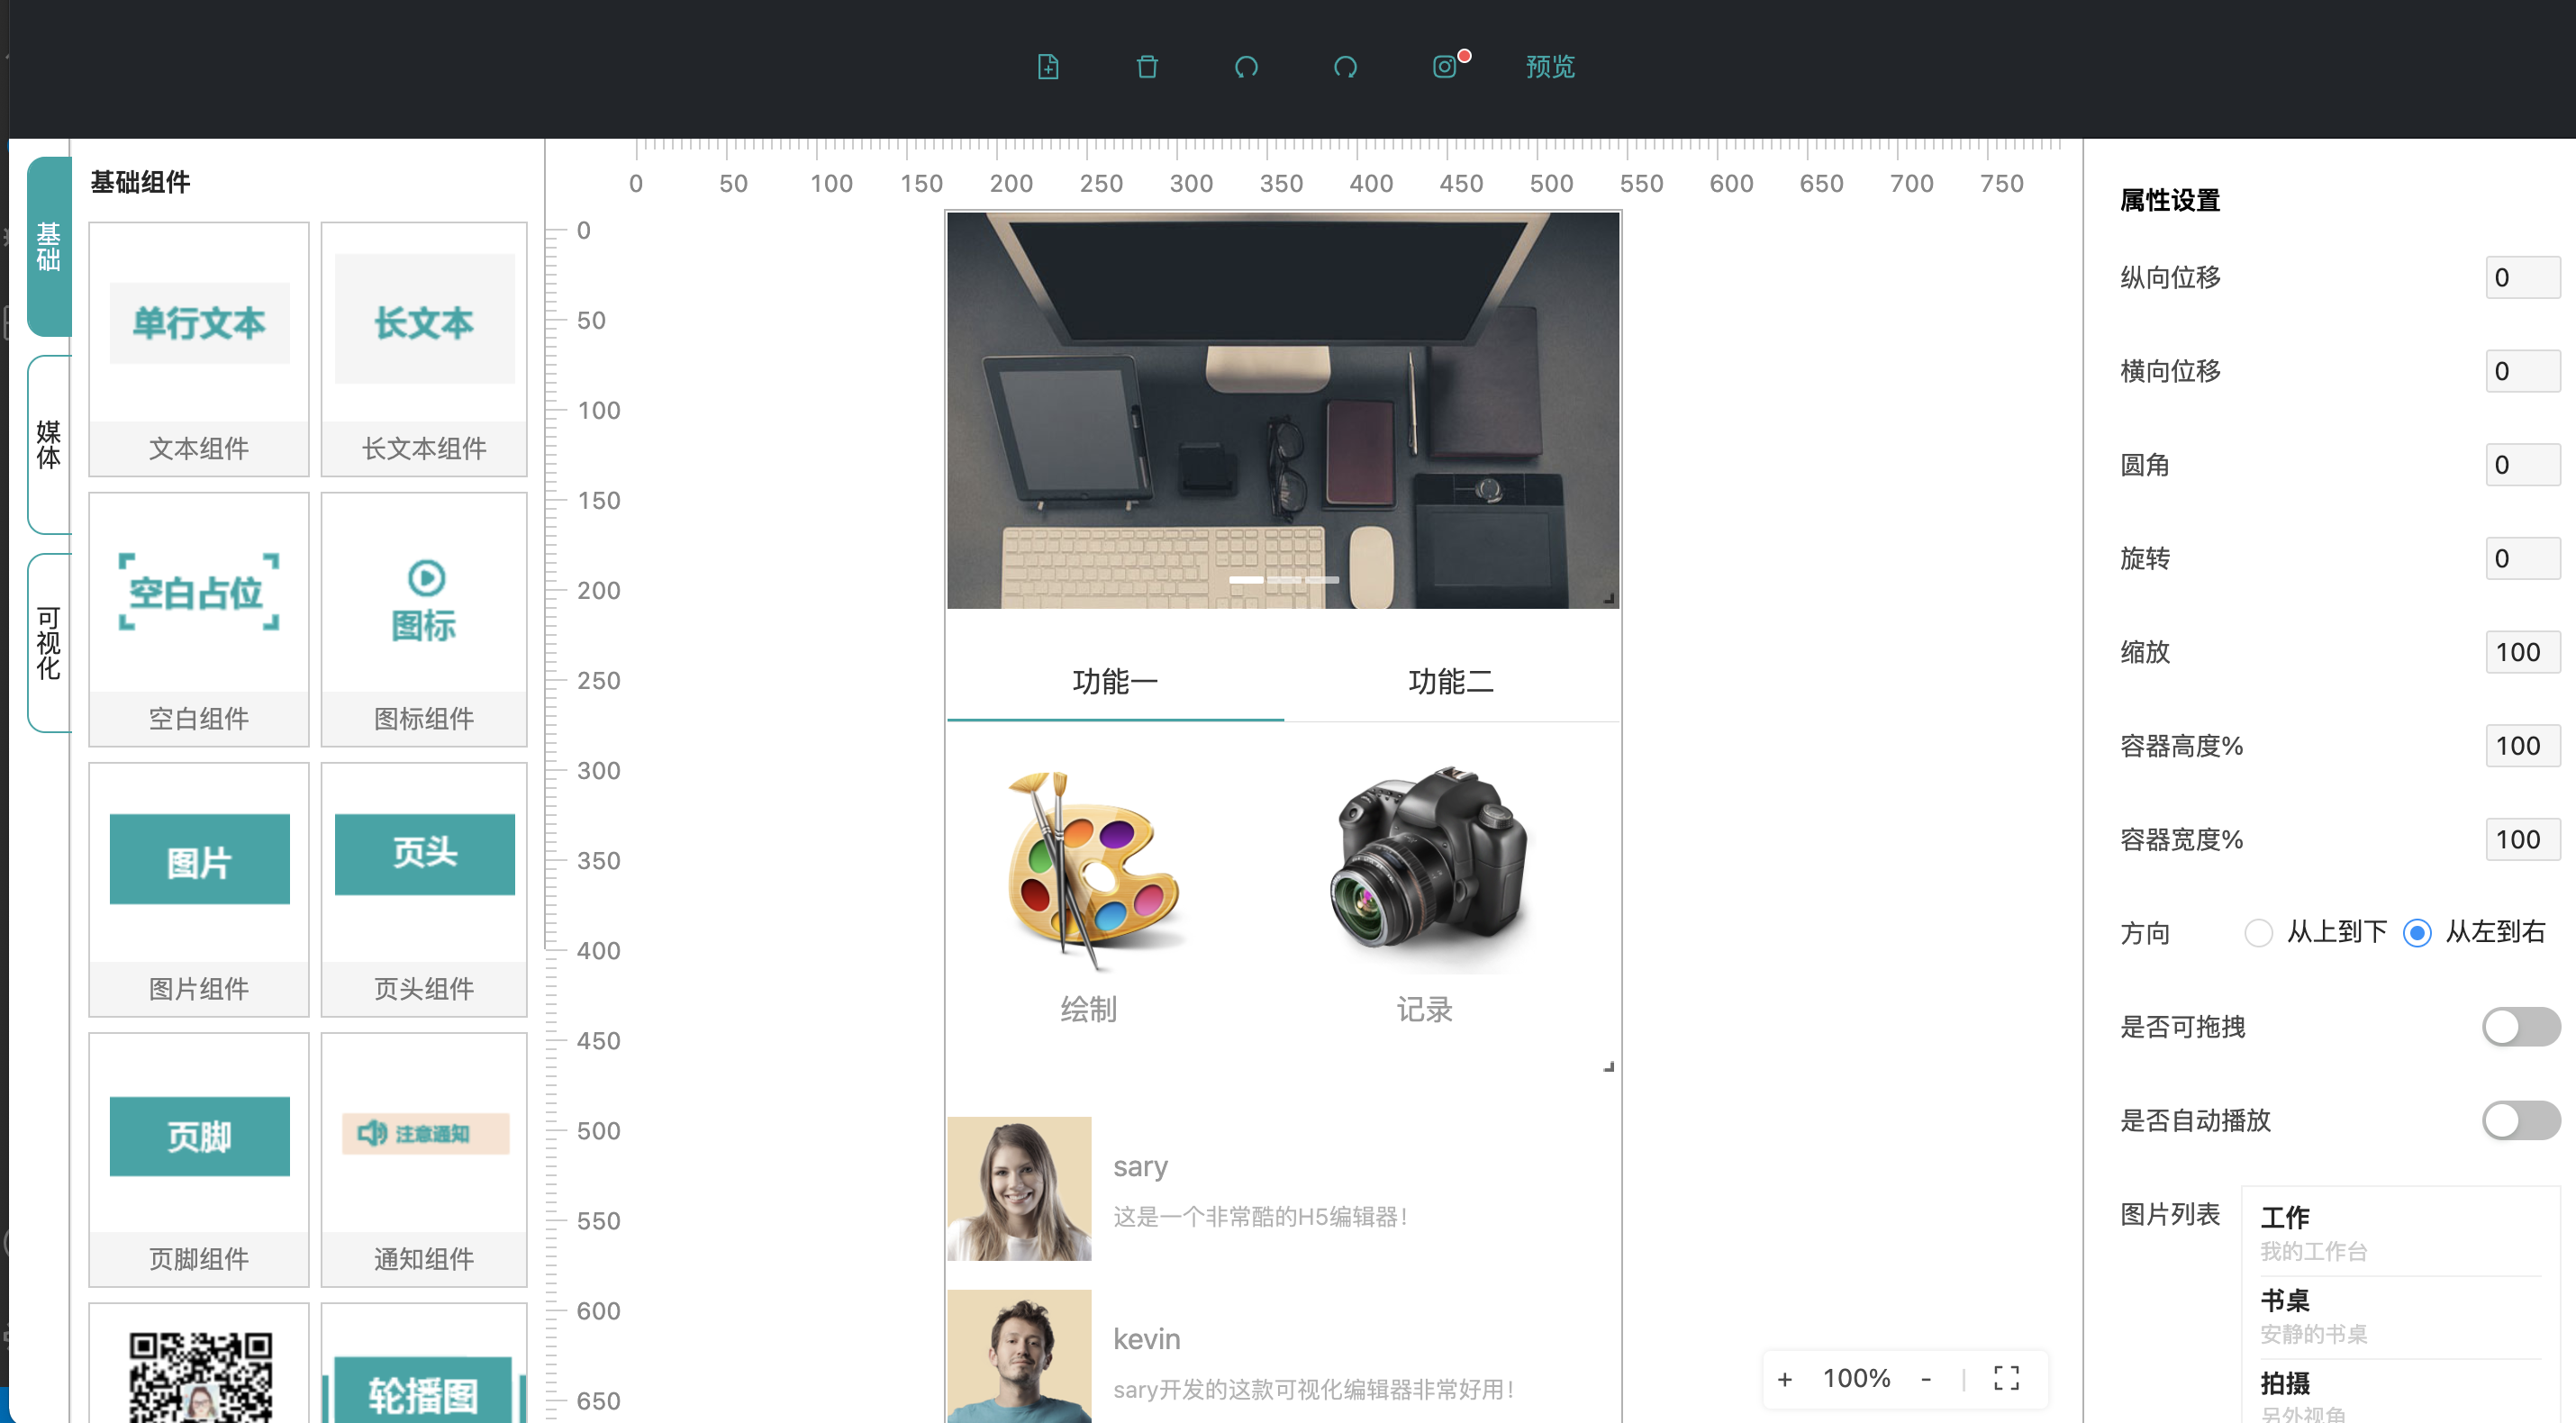 预览
基础
媒体
可视化
基础组件
单行文本
文本组件
长文本
长文本组件
空白占位
空白组件
图标
图标组件
图片
图片组件
页头
页头组件
页脚
页脚组件
注意通知
通知组件
轮播图
0 50 100 150 200 250 300 350 400 450 500 550 600 650 700 750
0
50
100
150
200
250
300
350
400
450
500
550
600
650
功能一 功能二
绘制 记录
sary
这是一个非常酷的H5编辑器！
kevin
sary开发的这款可视化编辑器非常好用！
+ 100% -
属性设置
纵向位移 0
横向位移 0
圆角 0
旋转 0
缩放 100
容器高度% 100
容器宽度% 100
方向 从上到下 从左到右
是否可拖拽
是否自动播放
图片列表
工作
我的工作台
书桌
安静的书桌
拍摄
另外视角